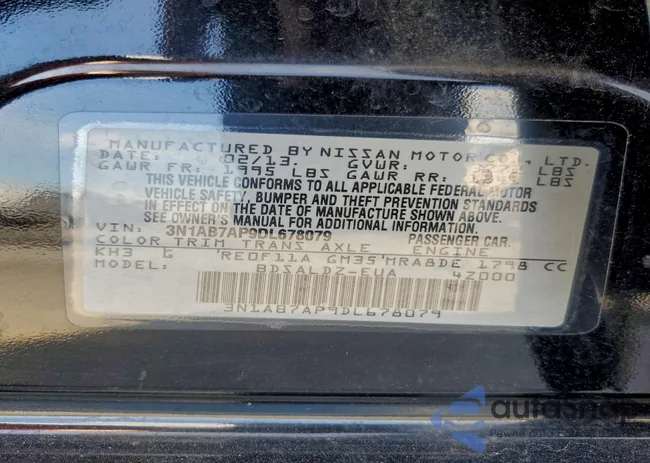 MANUFACTURED BY NISSAN MOTOR CO., LTD.
DATE: 02/13 GVWR: LBS
GAWR FR: 1995 LBS GAWR RR: LBS
THIS VEHICLE CONFORMS TO ALL APPLICABLE FEDERAL MOTOR
VEHICLE SAFETY, BUMPER AND THEFT PREVENTION STANDARDS
IN EFFECT ON THE DATE OF MANUFACTURE SHOWN ABOVE.
SEE OWNER'S MANUAL FOR ADDITIONAL INFORMATION.
VIN: 3N1AB7AP9DL678079 PASSENGER CAR.
COLOR TRIM TRANS AXLE ENGINE
KH3 G 'RE0F11A GM35'MRA8DE 1798 CC
BDSALDZ-EUA 4Z000
3N1AB7AP9DL678079